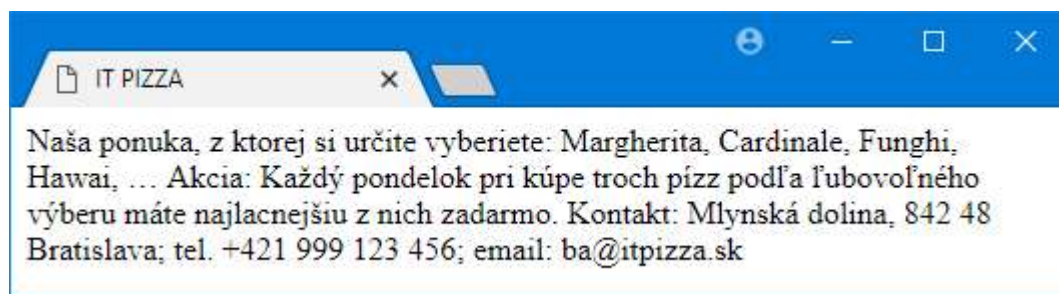 IT PIZZA
Naša ponuka, z ktorej si určite vyberiete: Margherita, Cardinale, Funghi,
Hawai, … Akcia: Každý pondelok pri kúpe troch pízz podľa ľubovoľného
výberu máte najlacnejšiu z nich zadarmo. Kontakt: Mlynská dolina, 842 48
Bratislava; tel. +421 999 123 456; email: ba@itpizza.sk